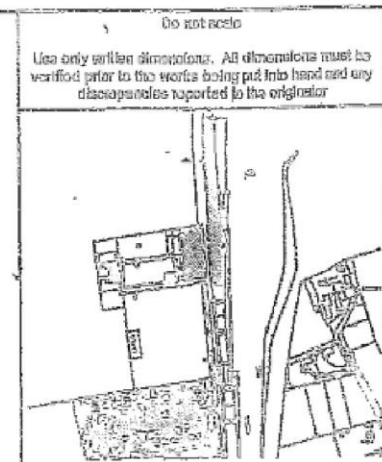 Do not scale
Use only written dimensions. All dimensions must be
verified prior to the works being put into hand and any
discrepancies reported to the originator